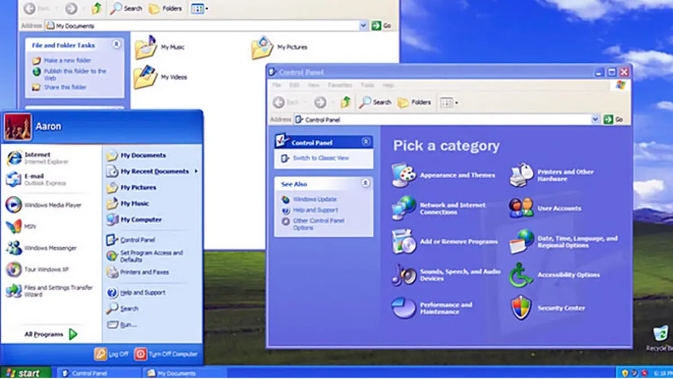 Back
Search
Folders
Address
My Documents
Go
File and Folder Tasks
Make a new folder
Publish this folder to the
Web
Share this folder
My Music
My Pictures
My Videos
Control Panel
File
Edit
View
Favorites
Tools
Help
Back
Search
Folders
Address
Control Panel
Go
Control Panel
Switch to Classic View
See Also
Windows Update
Help and Support
Other Control Panel
Options
Pick a category
Appearance and Themes
Printers and Other
Hardware
Network and Internet
Connections
User Accounts
Add or Remove Programs
Date, Time, Language, and
Regional Options
Sounds, Speech, and Audio
Devices
Accessibility Options
Performance and
Maintenance
Security Center
Aaron
Internet
Internet Explorer
E-mail
Outlook Express
Windows Media Player
MSN
Windows Messenger
Tour Windows XP
Files and Settings Transfer
Wizard
All Programs
My Documents
My Recent Documents
My Pictures
My Music
My Computer
Control Panel
Set Program Access and
Defaults
Printers and Faxes
Help and Support
Search
Run...
Log Off
Turn Off Computer
Recycle
start
Control Panel
My Documents